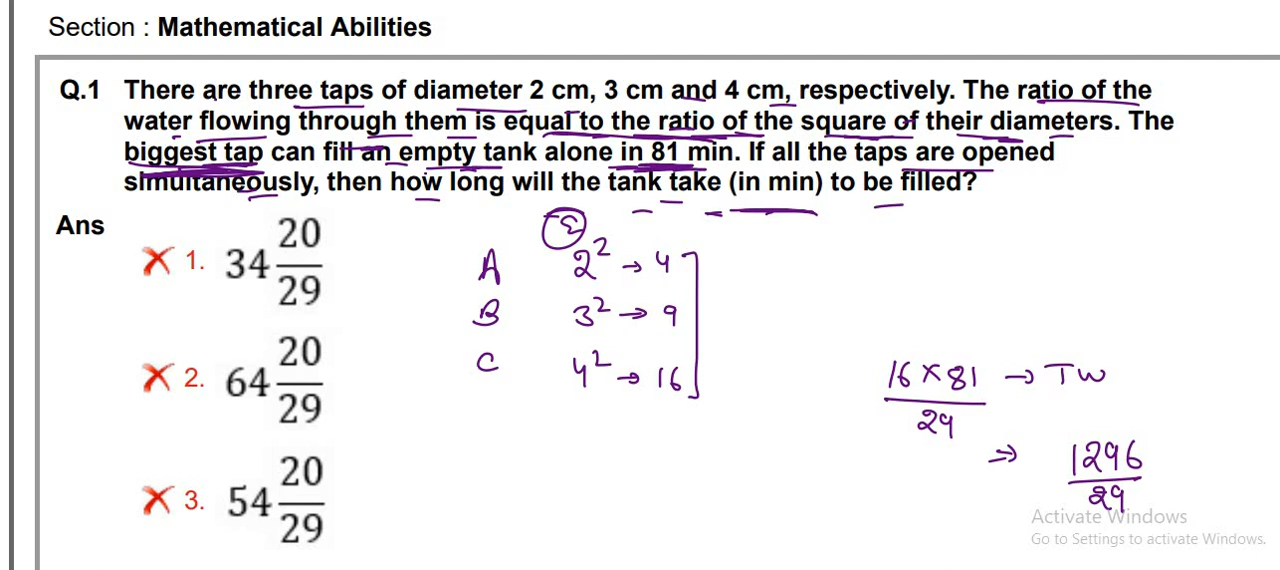 Section : Mathematical Abilities
Q.1 There are three taps of diameter 2 cm, 3 cm and 4 cm, respectively. The ratio of the
water flowing through them is equal to the ratio of the square of their diameters. The
biggest tap can fill an empty tank alone in 81 min. If all the taps are opened
simultaneously, then how long will the tank take (in min) to be filled?
Ans
1. 34 20/29
2. 64 20/29
3. 54 20/29
A 2² → 4
B 3² → 9
C 4² → 16
16 × 81 → TW
29
⇒ 1296/29
Activate Windows
Go to Settings to activate Windows.